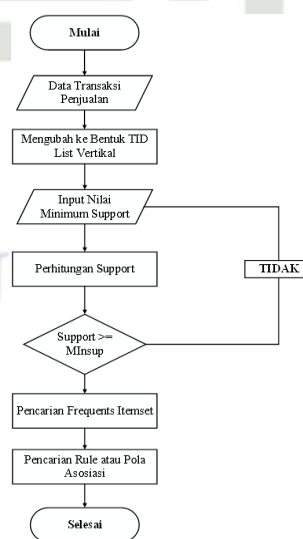 Mulai
Data Transaksi
Penjualan
Mengubah ke Bentuk TID
List Vertikal
Input Nilai
Minimum Support
Perhitungan Support
TIDAK
Support >=
MInsup
Pencarian Frequents Itemset
Pencarian Rule atau Pola
Asosiasi
Selesai